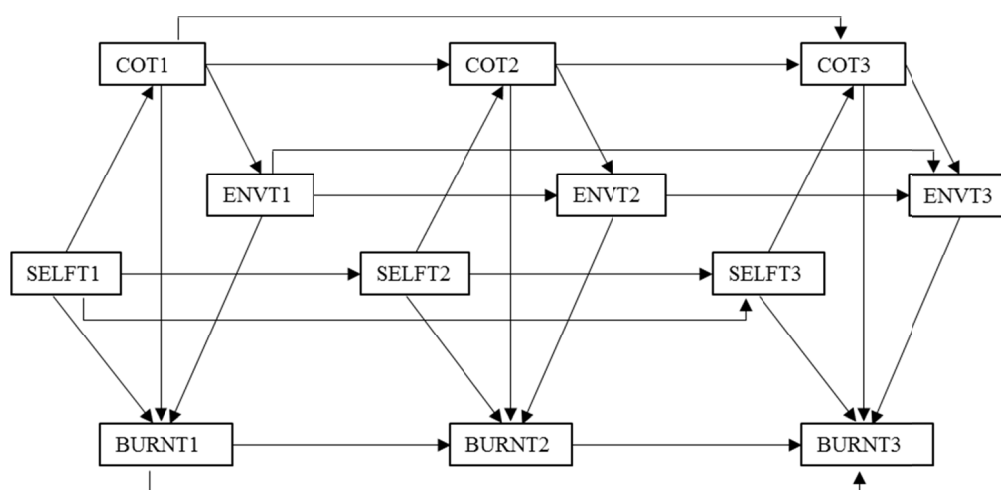 COT1
COT2
COT3
ENVT1
ENVT2
ENVT3
SELFT1
SELFT2
SELFT3
BURNT1
BURNT2
BURNT3